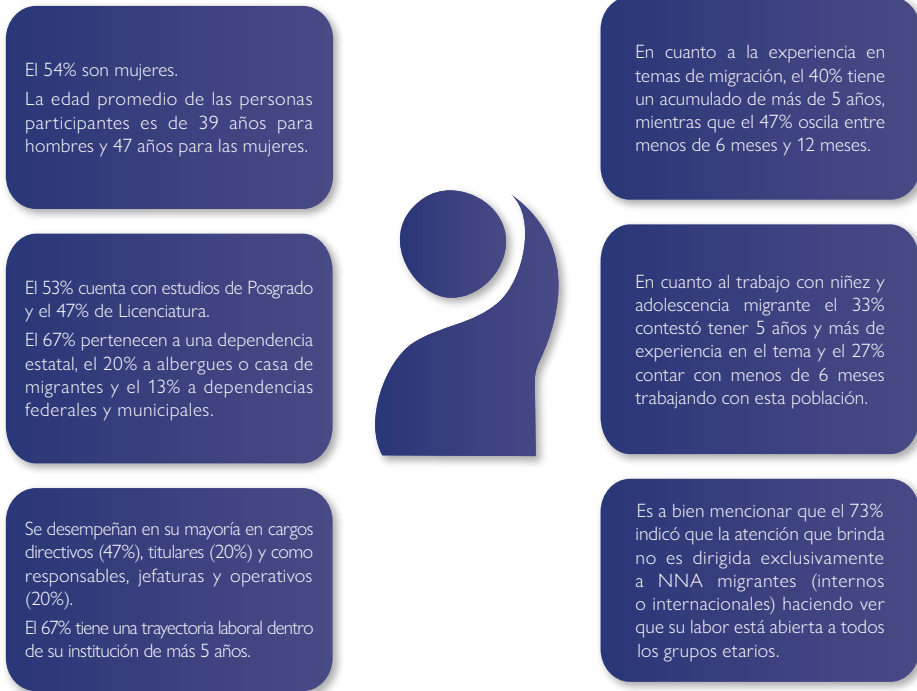 El 54% son mujeres.
La edad promedio de las personas
participantes es de 39 años para
hombres y 47 años para las mujeres.
El 53% cuenta con estudios de Posgrado
y el 47% de Licenciatura.
El 67% pertenecen a una dependencia
estatal, el 20% a albergues o casa de
migrantes y el 13% a dependencias
federales y municipales.
Se desempeñan en su mayoría en cargos
directivos (47%), titulares (20%) y como
responsables, jefaturas y operativos
(20%).
El 67% tiene una trayectoria laboral dentro
de su institución de más 5 años.
En cuanto a la experiencia en
temas de migración, el 40% tiene
un acumulado de más de 5 años,
mientras que el 47% oscila entre
menos de 6 meses y 12 meses.
En cuanto al trabajo con niñez y
adolescencia migrante el 33%
contestó tener 5 años y más de
experiencia en el tema y el 27%
contar con menos de 6 meses
trabajando con esta población.
Es a bien mencionar que el 73%
indicó que la atención que brinda
no es dirigida exclusivamente
a NNA migrantes (internos
o internacionales) haciendo ver
que su labor está abierta a todos
los grupos etarios.